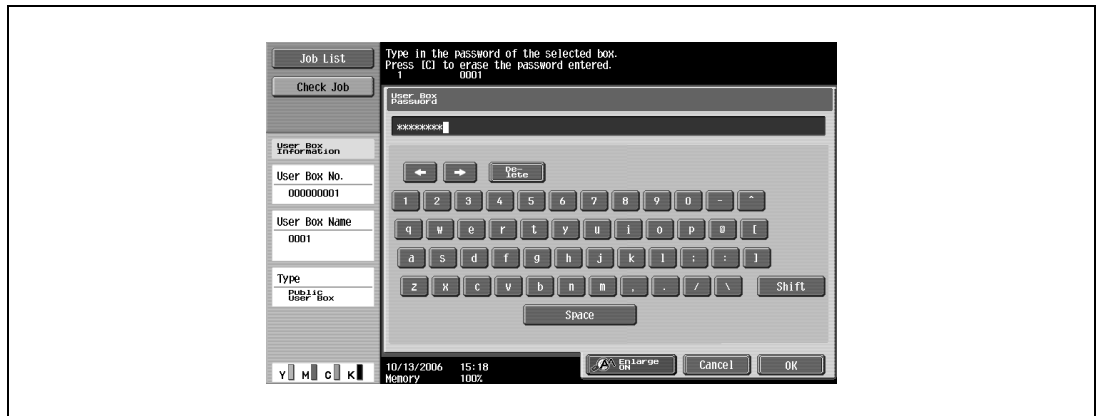 Job List
Check Job
Type in the password of the selected box.
Press [C] to erase the password entered.
1 0001
User Box
Password
********
User Box
Information
User Box No.
000000001
User Box Name
0001
Type
Public
User Box
← → De-
lete
1 2 3 4 5 6 7 8 9 0 - ^
q w e r t y u i o p @ [
a s d f g h j k l ; : ]
z x c v b n m , . / \ Shift
Space
Y M C K
10/13/2006 15:18
Memory 100%
Enlarge
ON
Cancel
OK